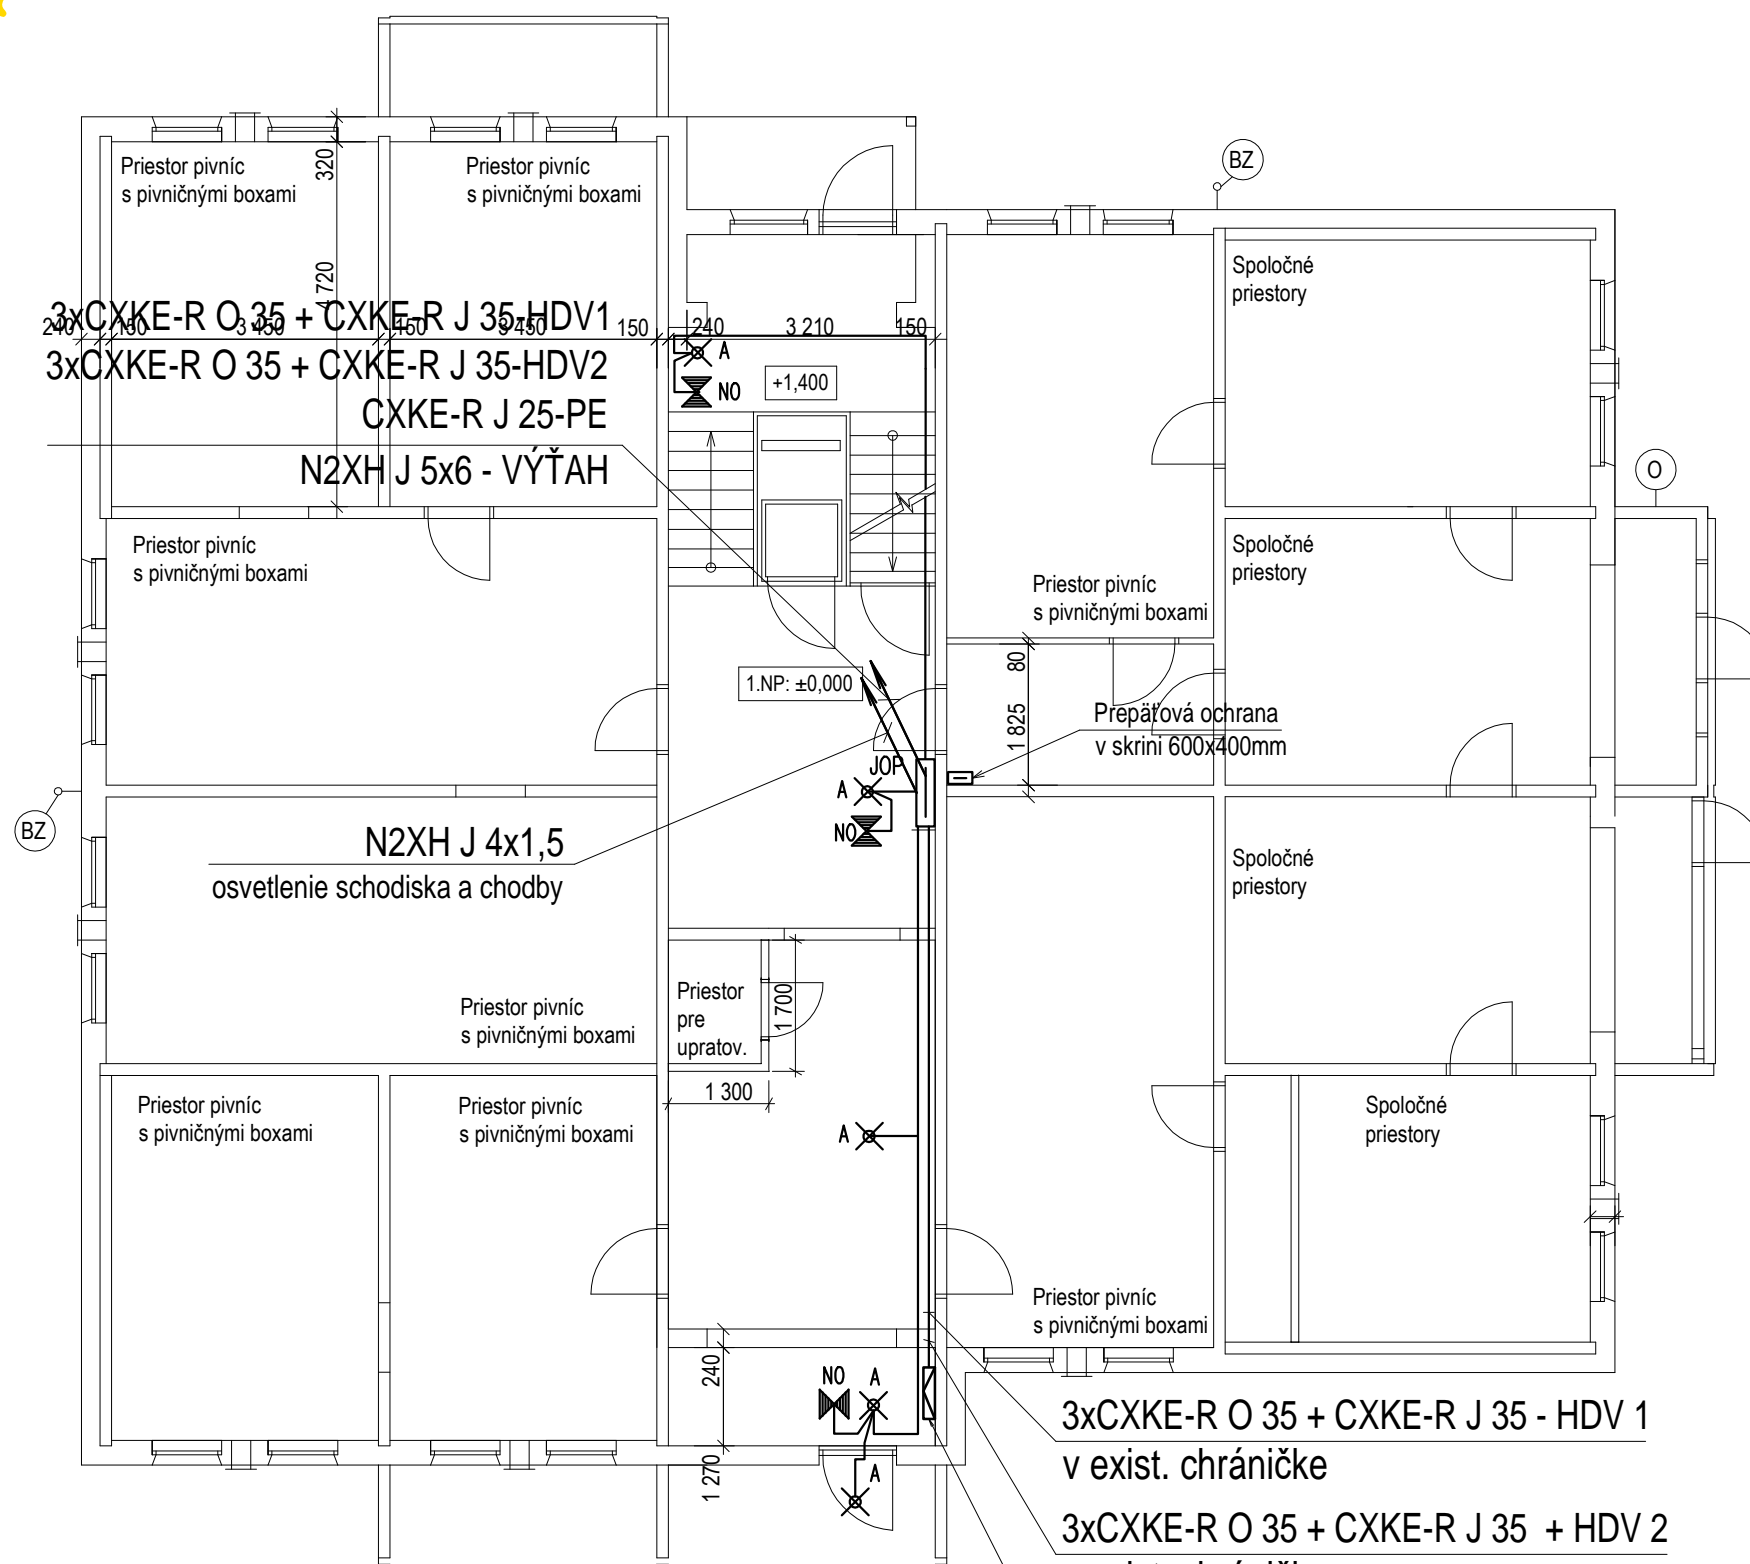 Priestor pivníc
s pivničnými boxami
320
Priestor pivníc
s pivničnými boxami
BZ
Spoločné
priestory
4 720
3xCXKE-R O 35 + CXKE-R J 35-HDV1
240
150
3 450
150
3 450
150
240
3 210
150
3xCXKE-R O 35 + CXKE-R J 35-HDV2
A
+1,400
NO
CXKE-R J 25-PE
N2XH J 5x6 - VÝŤAH
O
Priestor pivníc
s pivničnými boxami
Spoločné
priestory
Priestor pivníc
s pivničnými boxami
80
1.NP: ±0,000
1 825
Prepäťová ochrana
v skrini 600x400mm
JOP
A
NO
BZ
N2XH J 4x1,5
osvetlenie schodiska a chodby
Spoločné
priestory
Priestor pivníc
s pivničnými boxami
Priestor
pre
upratov.
1 700
1 300
Priestor pivníc
s pivničnými boxami
Priestor pivníc
s pivničnými boxami
A
Spoločné
priestory
Priestor pivníc
s pivničnými boxami
240
NO
A
1 270
A
3xCXKE-R O 35 + CXKE-R J 35 - HDV 1
v exist. chráničke
3xCXKE-R O 35 + CXKE-R J 35 + HDV 2